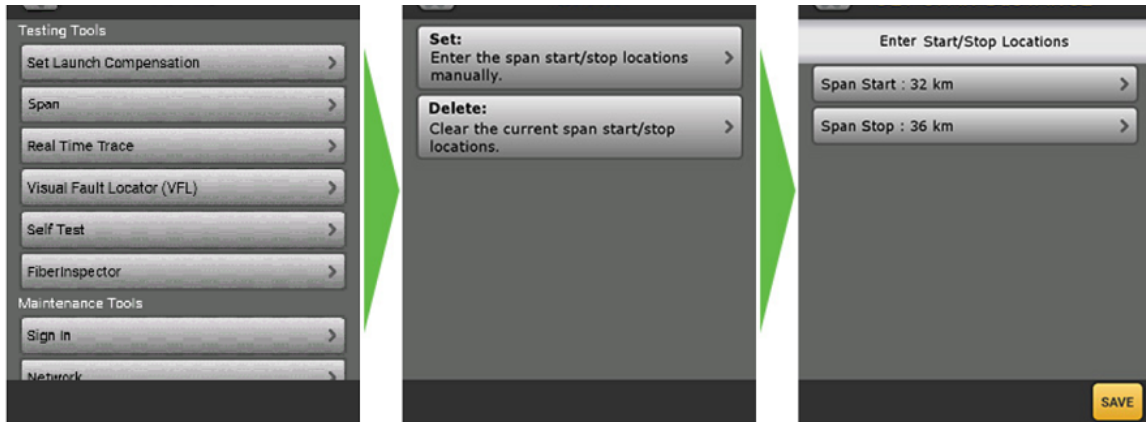 Testing Tools
Set Launch Compensation
Span
Real Time Trace
Visual Fault Locator (VFL)
Self Test
FiberInspector
Maintenance Tools
Sign In
Network
Set:
Enter the span start/stop locations
manually.
Delete:
Clear the current span start/stop
locations.
Enter Start/Stop Locations
Span Start : 32 km
Span Stop : 36 km
SAVE